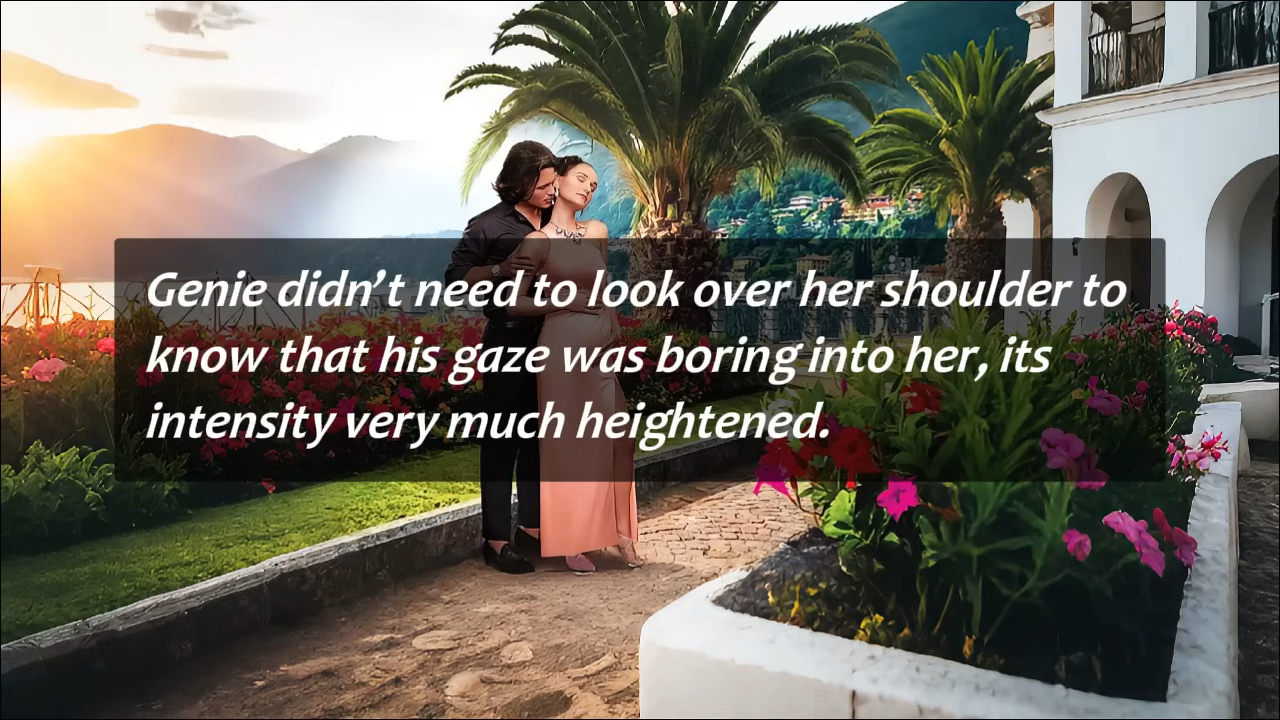 Genie didn’t need to look over her shoulder to
know that his gaze was boring into her, its
intensity very much heightened.